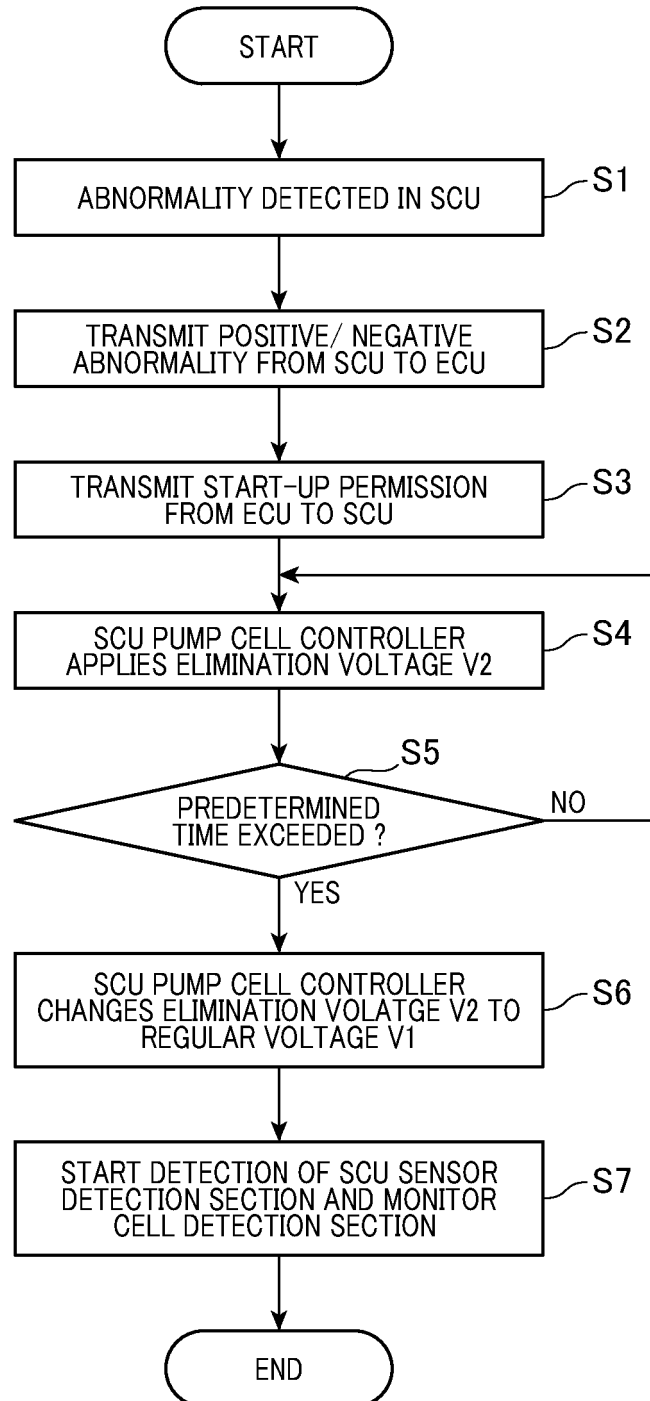 START
ABNORMALITY DETECTED IN SCU
S1
TRANSMIT POSITIVE/ NEGATIVE
ABNORMALITY FROM SCU TO ECU
S2
TRANSMIT START-UP PERMISSION
FROM ECU TO SCU
S3
SCU PUMP CELL CONTROLLER
APPLIES ELIMINATION VOLTAGE V2
S4
S5
PREDETERMINED
TIME EXCEEDED ?
NO
YES
SCU PUMP CELL CONTROLLER
CHANGES ELIMINATION VOLATGE V2 TO
REGULAR VOLTAGE V1
S6
START DETECTION OF SCU SENSOR
DETECTION SECTION AND MONITOR
CELL DETECTION SECTION
S7
END